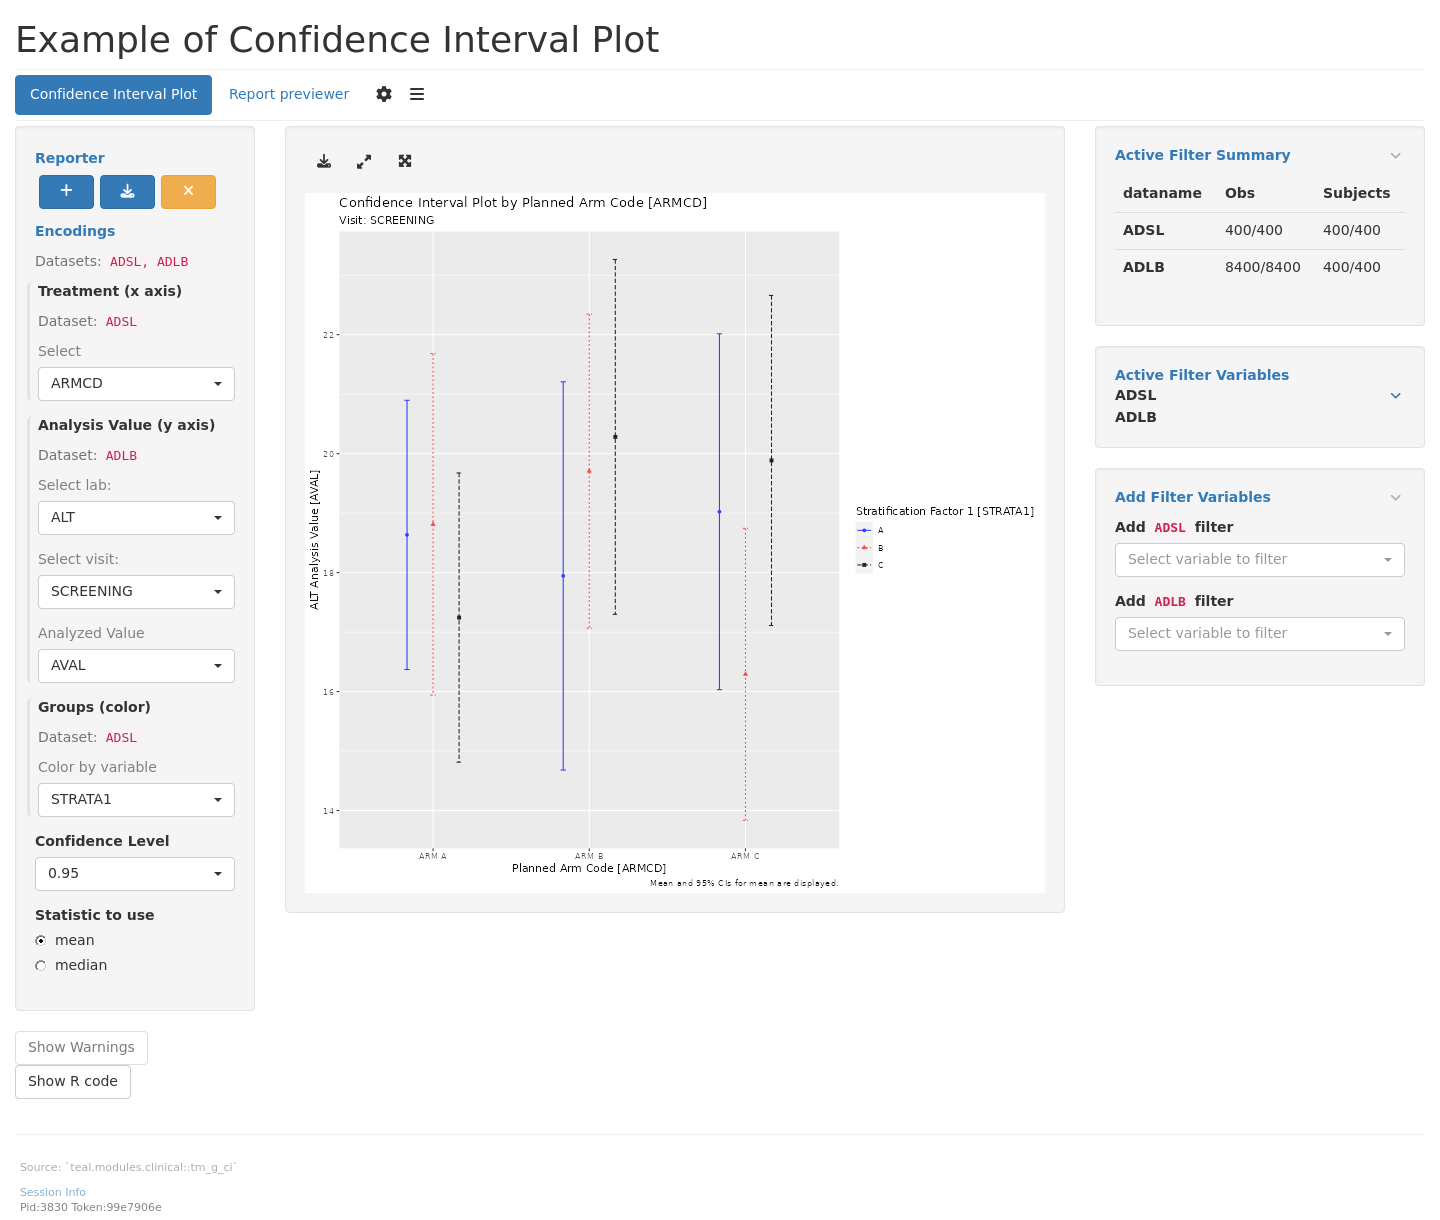 Example of Confidence Interval Plot
Confidence Interval Plot
Report previewer
Reporter
Encodings
Datasets: ADSL, ADLB
Treatment (x axis)
Dataset: ADSL
Select
ARMCD
Analysis Value (y axis)
Dataset: ADLB
Select lab:
ALT
Select visit:
SCREENING
Analyzed Value
AVAL
Groups (color)
Dataset: ADSL
Color by variable
STRATA1
Confidence Level
0.95
Statistic to use
mean
median
Show Warnings
Show R code
Confidence Interval Plot by Planned Arm Code [ARMCD]
Visit: SCREENING
ALT Analysis Value [AVAL]
22
20
18
16
14
ARM A
ARM B
ARM C
Planned Arm Code [ARMCD]
Mean and 95% CIs for mean are displayed.
Stratification Factor 1 [STRATA1]
A
B
C
Active Filter Summary
dataname Obs Subjects
ADSL 400/400 400/400
ADLB 8400/8400 400/400
Active Filter Variables
ADSL
ADLB
Add Filter Variables
Add ADSL filter
Select variable to filter
Add ADLB filter
Select variable to filter
Source: `teal.modules.clinical::tm_g_ci`
Session Info
Pid:3830 Token:99e7906e